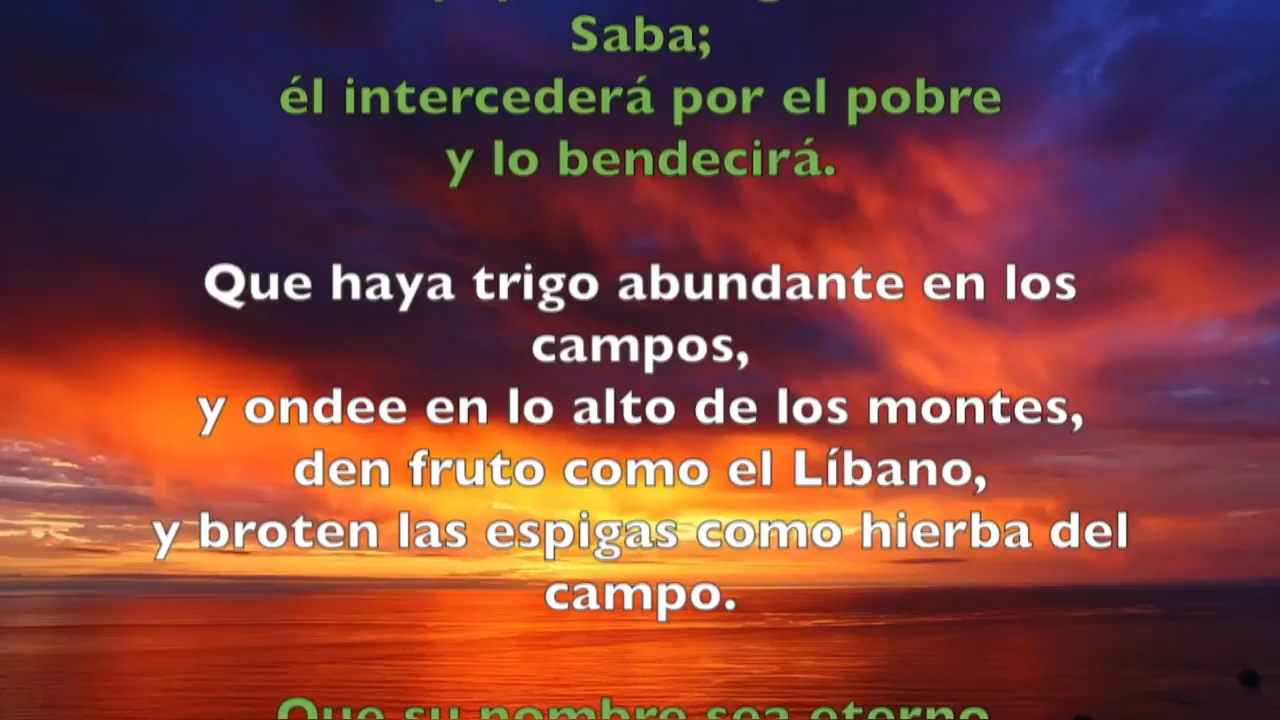 Saba;
él intercederá por el pobre
y lo bendecirá.
Que haya trigo abundante en los
campos,
y ondee en lo alto de los montes,
den fruto como el Líbano,
y broten las espigas como hierba del
campo.
Que su nombre sea eterno